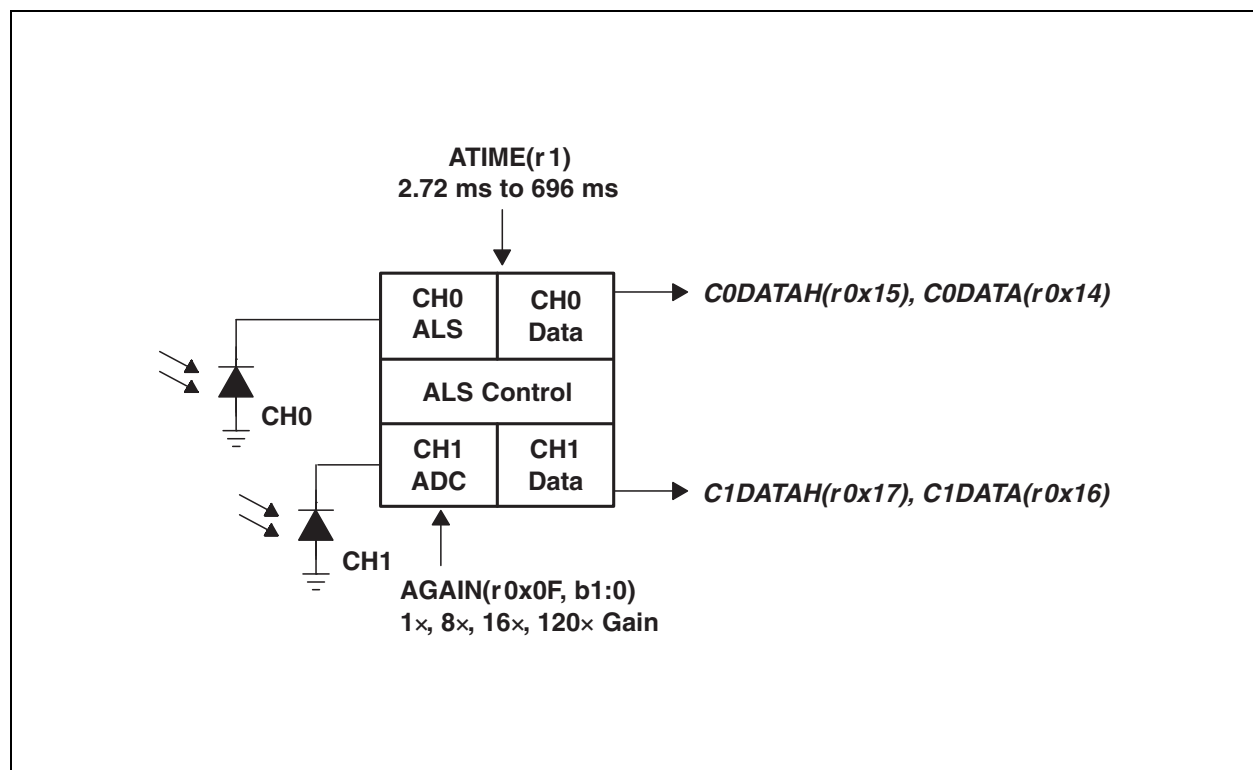 ATIME(r 1)
2.72 ms to 696 ms
CH0
ALS
CH0
Data
C0DATAH(r0x15), C0DATA(r0x14)
ALS Control
CH0
CH1
ADC
CH1
Data
C1DATAH(r0x17), C1DATA(r0x16)
CH1
AGAIN(r0x0F, b1:0)
1×, 8×, 16×, 120× Gain